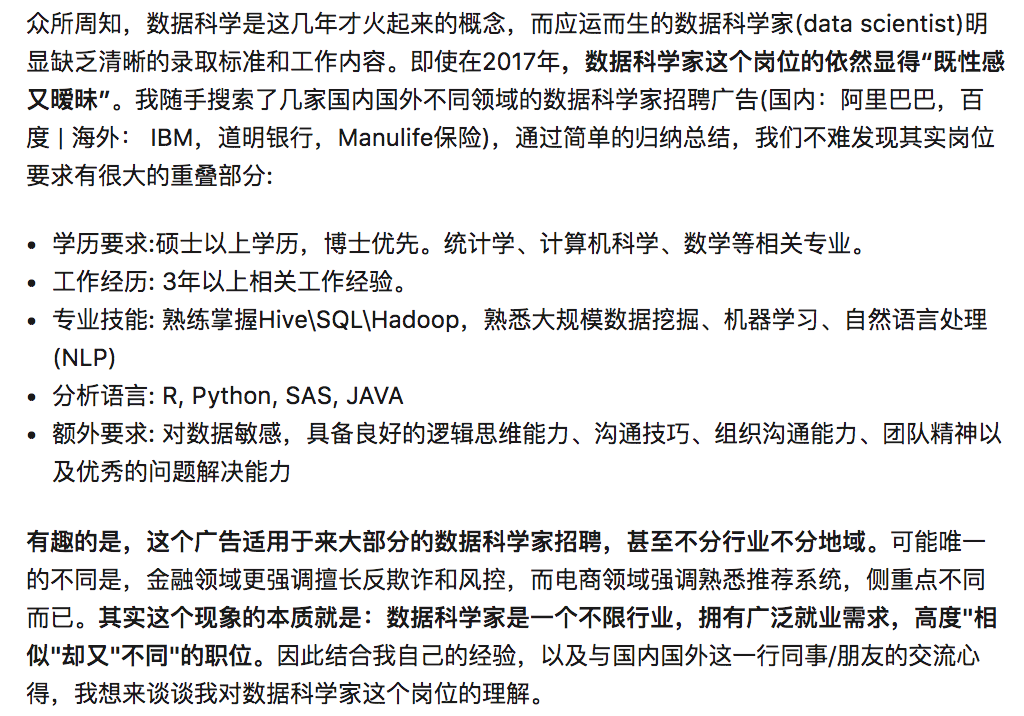 众所周知，数据科学是这几年才火起来的概念，而应运而生的数据科学家(data scientist)明
显缺乏清晰的录取标准和工作内容。即使在2017年，数据科学家这个岗位的依然显得“既性感
又暧昧”。我随手搜索了几家国内国外不同领域的数据科学家招聘广告(国内：阿里巴巴，百
度 | 海外： IBM，道明银行，Manulife保险)，通过简单的归纳总结，我们不难发现其实岗位
要求有很大的重叠部分:
• 学历要求:硕士以上学历，博士优先。统计学、计算机科学、数学等相关专业。
• 工作经历: 3年以上相关工作经验。
• 专业技能: 熟练掌握Hive\SQL\Hadoop，熟悉大规模数据挖掘、机器学习、自然语言处理
(NLP)
• 分析语言: R, Python, SAS, JAVA
• 额外要求: 对数据敏感，具备良好的逻辑思维能力、沟通技巧、组织沟通能力、团队精神以
及优秀的问题解决能力
有趣的是，这个广告适用于来大部分的数据科学家招聘，甚至不分行业不分地域。可能唯一
的不同是，金融领域更强调擅长反欺诈和风控，而电商领域强调熟悉推荐系统，侧重点不同
而已。其实这个现象的本质就是：数据科学家是一个不限行业，拥有广泛就业需求，高度"相
似"却又"不同"的职位。因此结合我自己的经验，以及与国内国外这一行同事/朋友的交流心
得，我想来谈谈我对数据科学家这个岗位的理解。